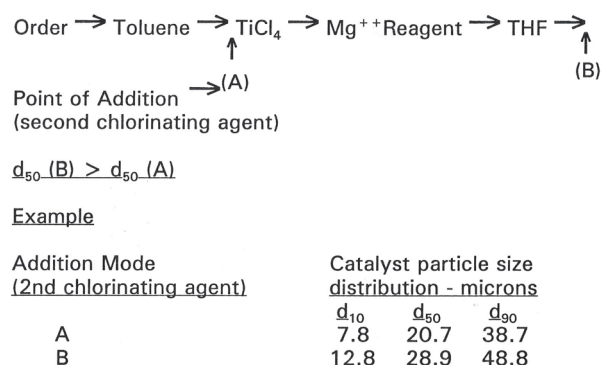 Order → Toluene → TiCl₄ → Mg⁺⁺Reagent → THF →
(A)
(B)
Point of Addition →
(second chlorinating agent)
d₅₀ (B) > d₅₀ (A)
Example
Addition Mode Catalyst particle size
(2nd chlorinating agent) distribution - microns
d₁₀ d₅₀ d₉₀
A 7.8 20.7 38.7
B 12.8 28.9 48.8